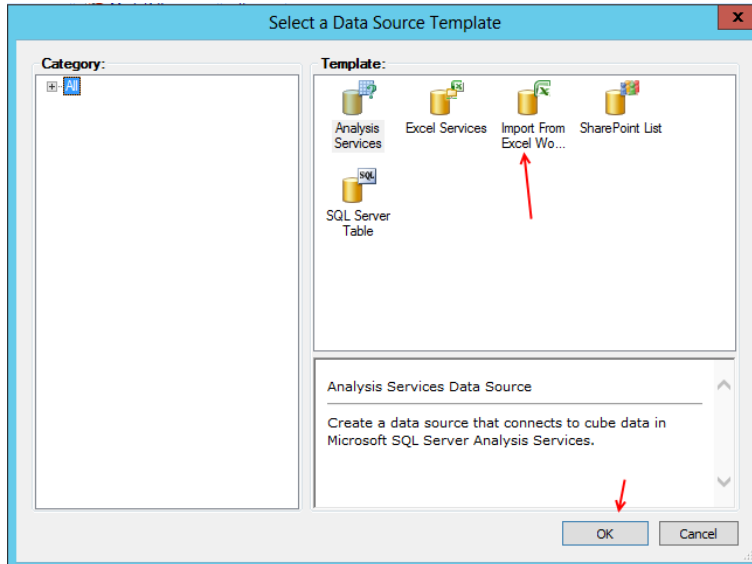 Select a Data Source Template
x
Category:
All
Template:
Analysis
Services
Excel Services
Import From
Excel Wo...
SharePoint List
SQL
SQL Server
Table
Analysis Services Data Source
Create a data source that connects to cube data in
Microsoft SQL Server Analysis Services.
OK
Cancel